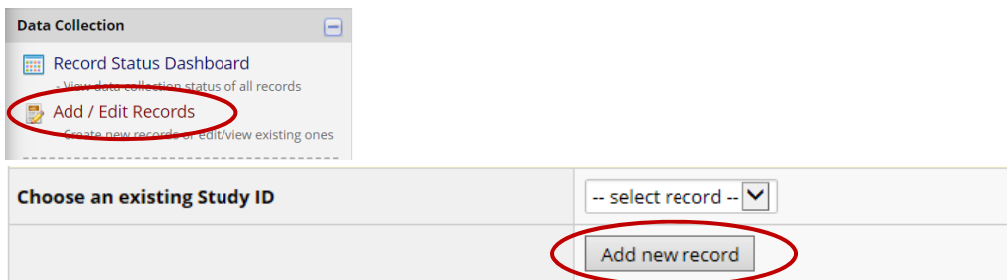 Data Collection
Record Status Dashboard
- View data collection status of all records
Add / Edit Records
- Create new records or edit/view existing ones
Choose an existing Study ID
-- select record --
Add new record